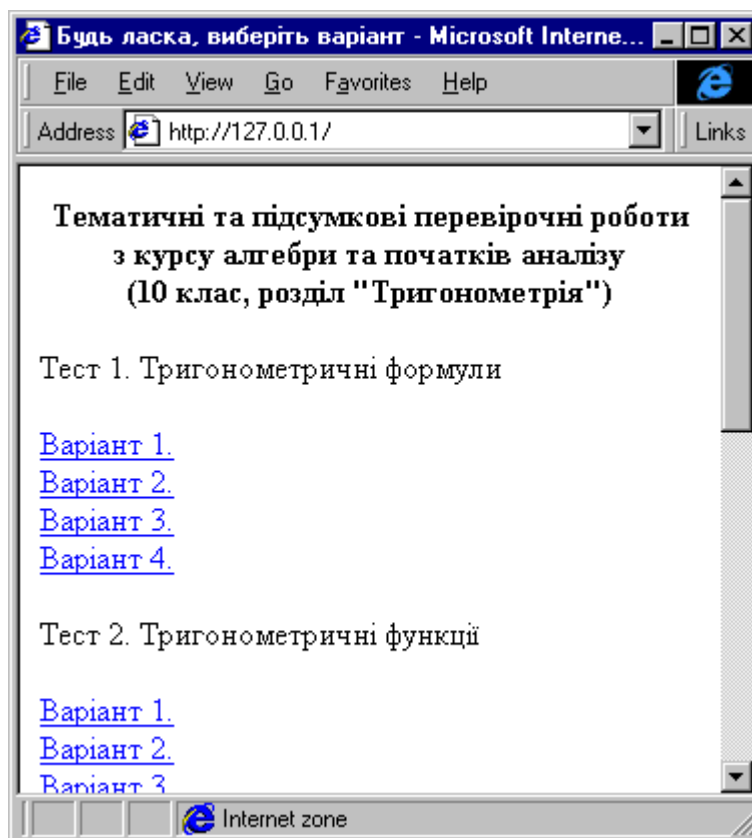 Будь ласка, виберіть варіант - Microsoft Interne...
File Edit View Go Favorites Help
Address http://127.0.0.1/ Links
Тематичні та підсумкові перевірочні роботи
з курсу алгебри та початків аналізу
(10 клас, розділ "Тригонометрія")
Тест 1. Тригонометричні формули
Варіант 1.
Варіант 2.
Варіант 3.
Варіант 4.
Тест 2. Тригонометричні функції
Варіант 1.
Варіант 2.
Варіант 3
Internet zone